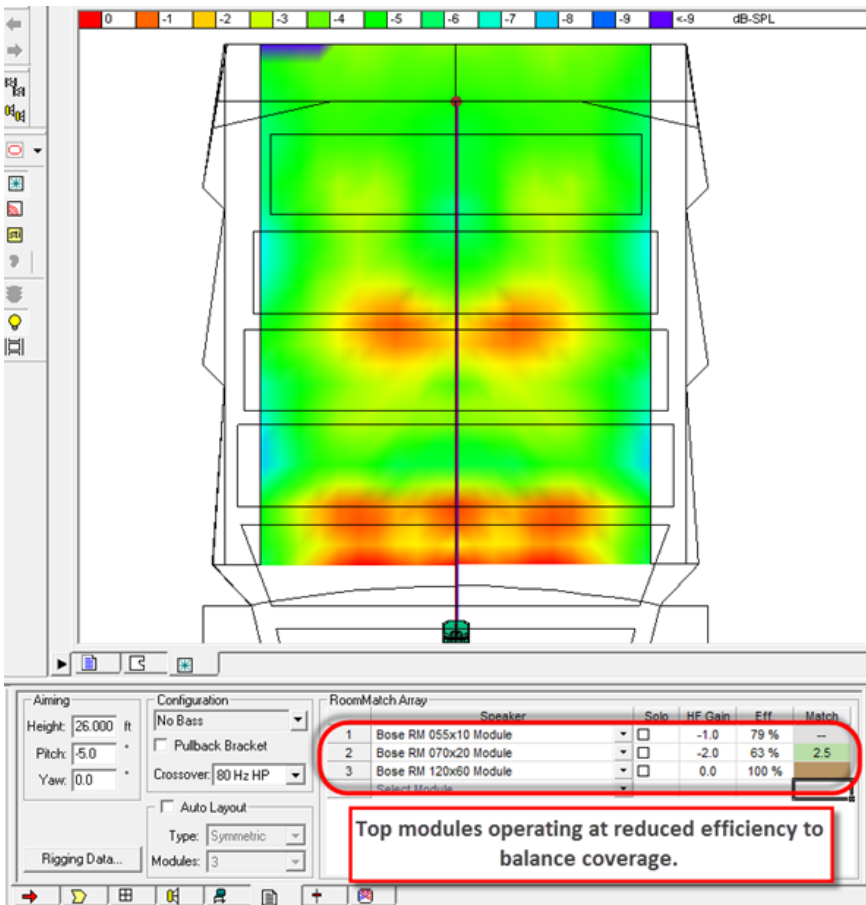 0 -1 -2 -3 -4 -5 -6 -7 -8 -9 <-9 dB-SPL
sti
Aiming
Height: 26.000 ft
Pitch: -5.0 °
Yaw: 0.0 °
Rigging Data...
Configuration
No Bass
Pullback Bracket
Crossover: 80 Hz HP
Auto Layout
Type: Symmetric
Modules: 3
RoomMatch Array
Speaker Solo HF Gain Eff. Match
1 Bose RM 055x10 Module -1.0 79 % --
2 Bose RM 070x20 Module -2.0 63 % 2.5
3 Bose RM 120x60 Module 0.0 100 %
Select Module
Top modules operating at reduced efficiency to
balance coverage.